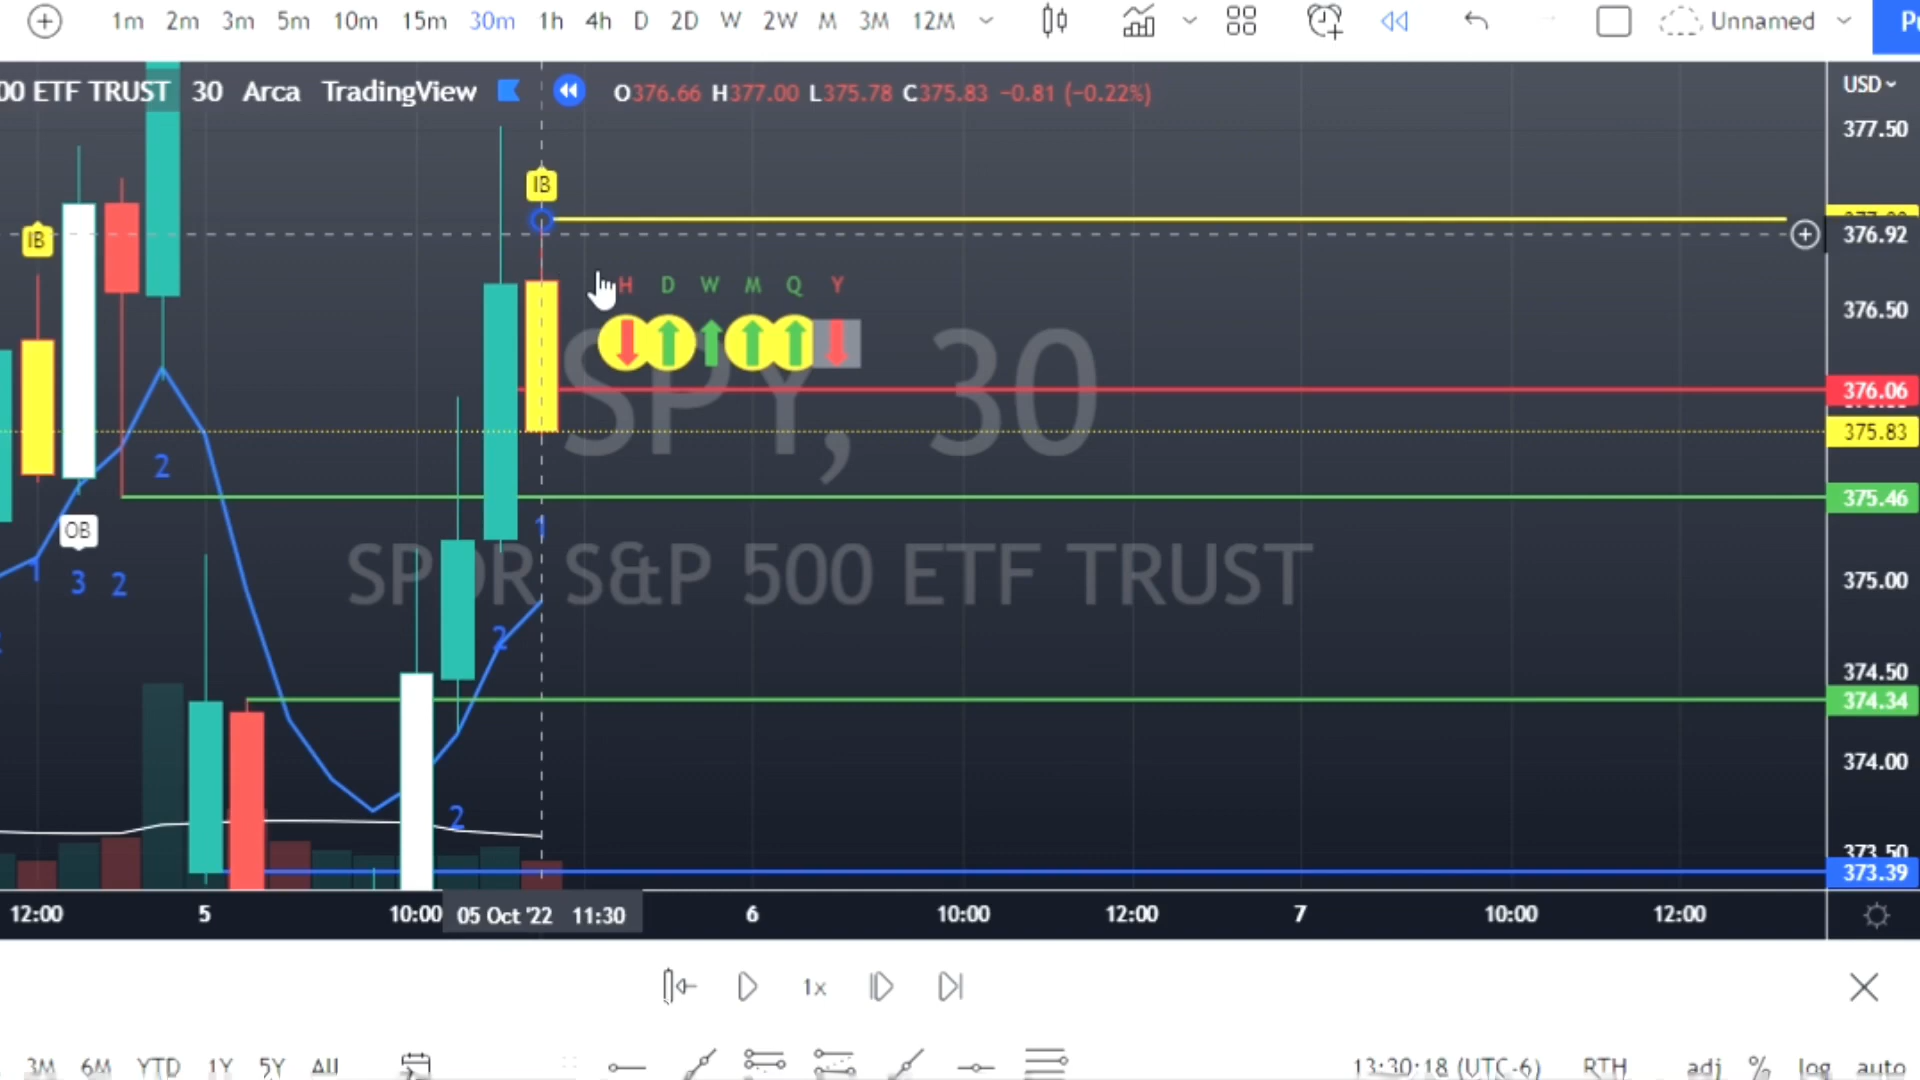 1m 2m 3m 5m 10m 15m 30m 1h 4h D 2D W 2W M 3M 12M Unnamed
00 ETF TRUST 30 Arca TradingView O376.66 H377.00 L375.78 C375.83 −0.81 (−0.22%) USD
377.50
IB
IB
376.92
H D W M Q Y
376.50
SPY, 30
376.06
375.83
2
375.46
OB
1
SPDR S&P 500 ETF TRUST
1 3 2
375.00
2
374.50
374.34
374.00
2
373.50
373.39
12:00 5 10:00 05 Oct '22 11:30 6 10:00 12:00 7 10:00 12:00
1x
3M 6M YTD 1Y 5Y All 13:30:18 (UTC-6) RTH adj % log auto